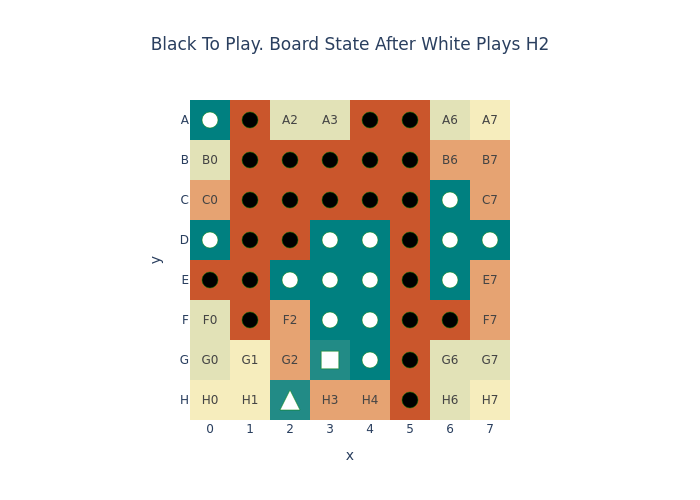 Black To Play. Board State After White Plays H2
A A2 A3 A6 A7
B B0 B6 B7
C C0 C7
D
E E7
F F0 F2 F7
G G0 G1 G2 G6 G7
H H0 H1 H3 H4 H6 H7
0 1 2 3 4 5 6 7
x
y